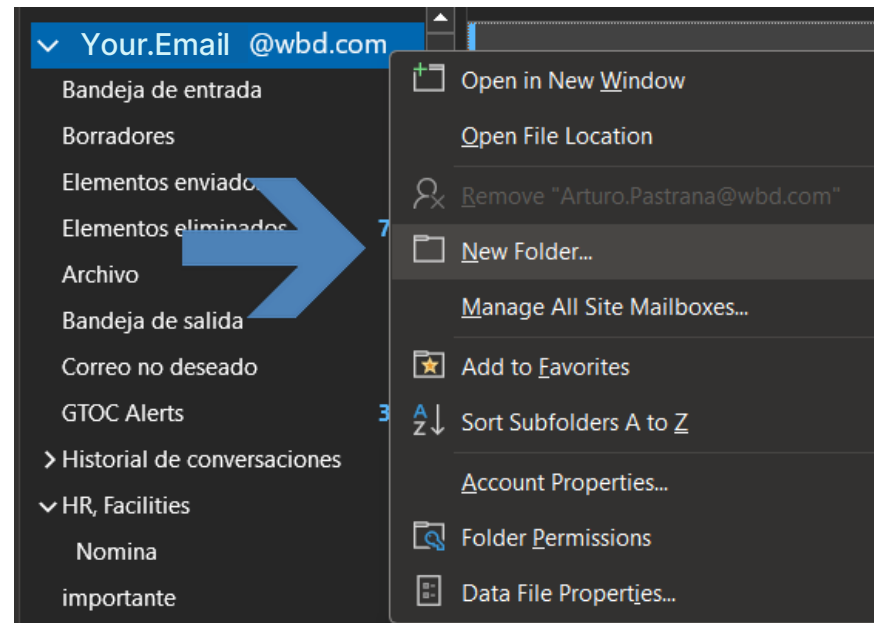 Your.Email @wbd.com
Bandeja de entrada
Borradores
Elementos enviado
Elementos eliminados 7
Archivo
Bandeja de salida
Correo no deseado
GTOC Alerts 3
Historial de conversaciones
HR, Facilities
Nomina
importante
Open in New Window
Open File Location
Remove "Arturo.Pastrana@wbd.com"
New Folder...
Manage All Site Mailboxes...
Add to Favorites
Sort Subfolders A to Z
Account Properties...
Folder Permissions
Data File Properties...